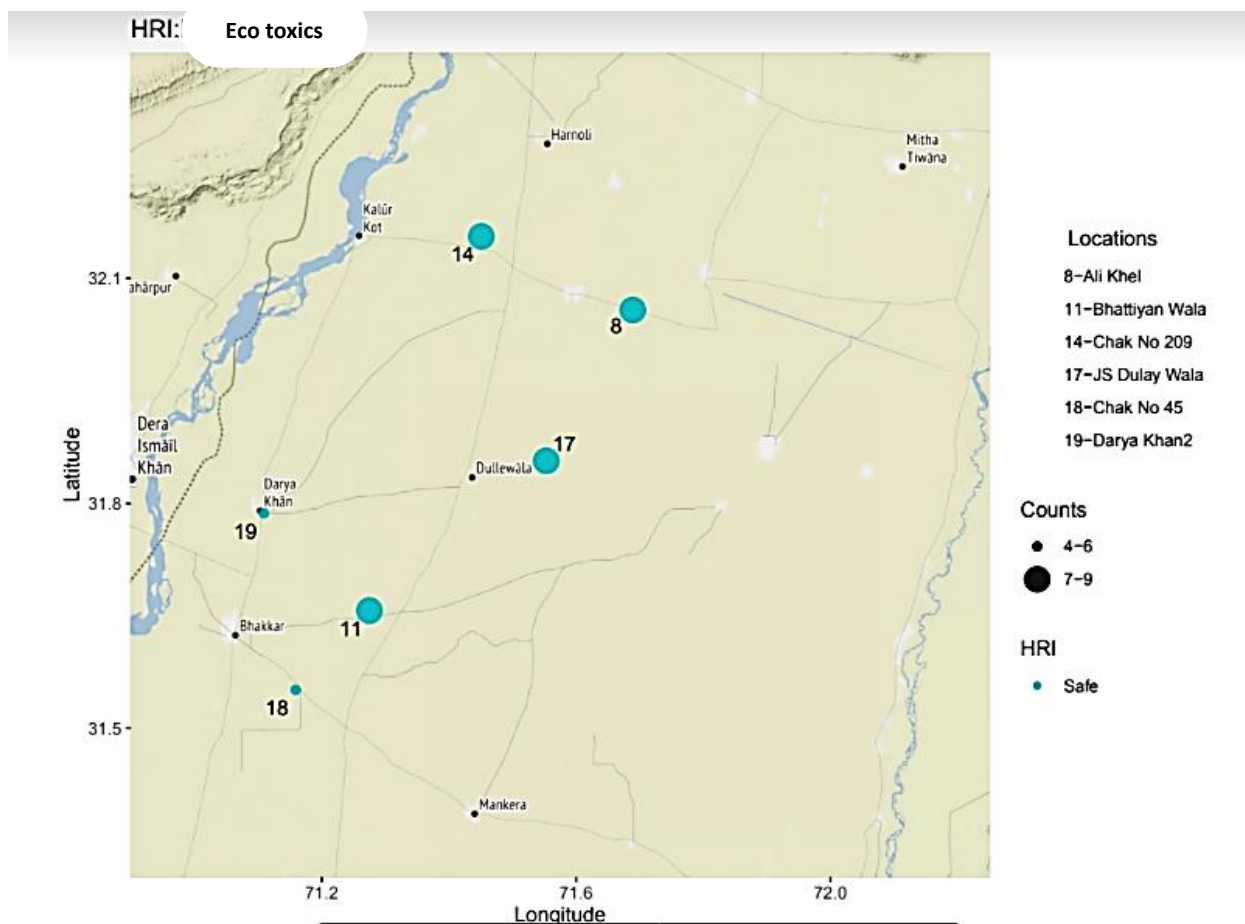 HRI:
Eco toxics
Harnoli
Mitha
Tiwāna
Kalūr
Kot
14
32.1
ahārpur
8
Dera
Ismāīl
Khān
17
Dullewāla
Darya
Khān
31.8
19
Bhakkar
11
18
31.5
Mankera
71.2
71.6
72.0
Longitude
Latitude
Locations
8-Ali Khel
11-Bhattiyan Wala
14-Chak No 209
17-JS Dulay Wala
18-Chak No 45
19-Darya Khan2
Counts
4-6
7-9
HRI
Safe